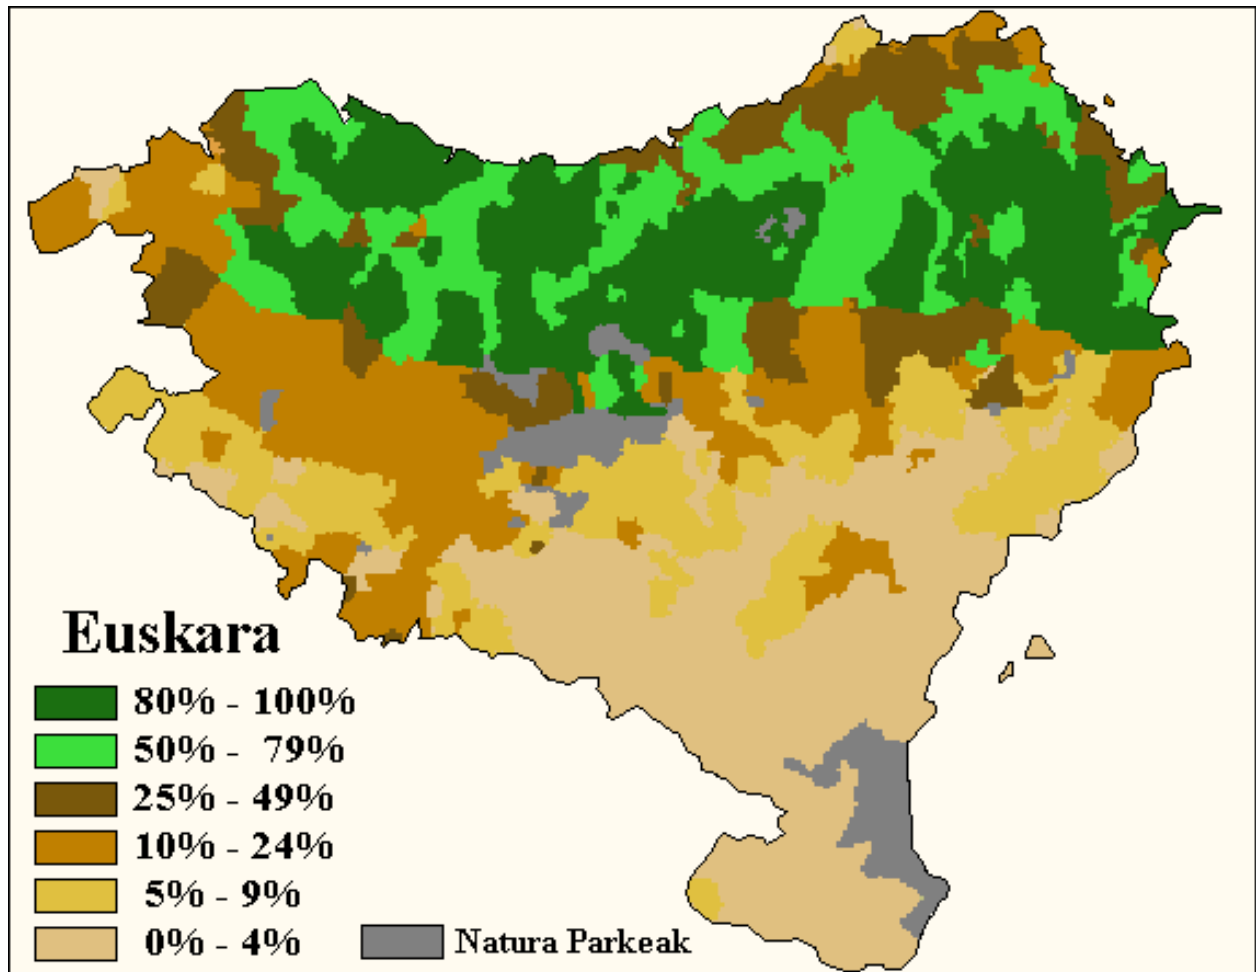 Euskara
80% - 100%
50% - 79%
25% - 49%
10% - 24%
5% - 9%
0% - 4%
Natura Parkeak